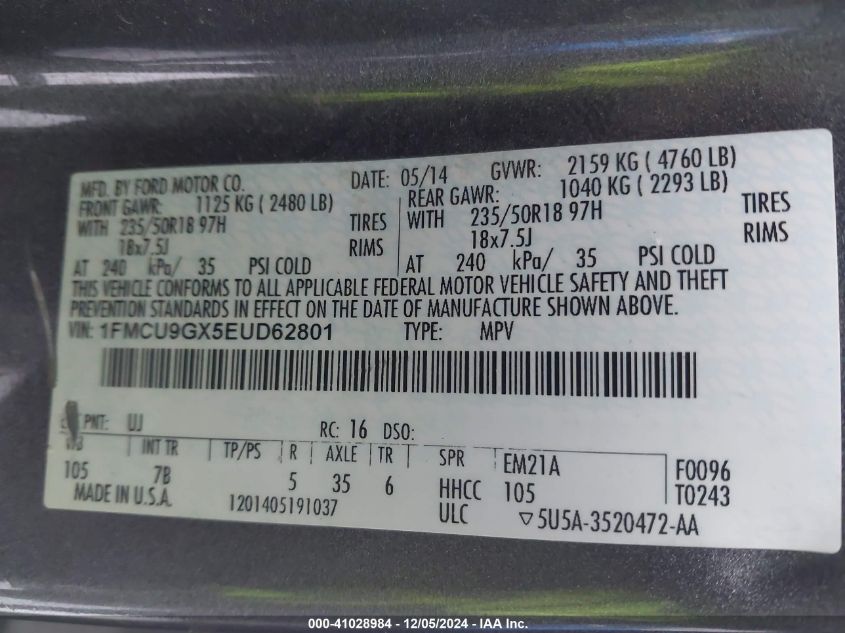 MFD. BY FORD MOTOR CO. DATE: 05/14 GVWR: 2159 KG ( 4760 LB)
FRONT GAWR: 1125 KG ( 2480 LB) REAR GAWR: 1040 KG ( 2293 LB)
WITH 235/50R18 97H TIRES WITH 235/50R18 97H TIRES
18x7.5J RIMS 18x7.5J RIMS
AT 240 kPa/ 35 PSI COLD AT 240 kPa/ 35 PSI COLD
THIS VEHICLE CONFORMS TO ALL APPLICABLE FEDERAL MOTOR VEHICLE SAFETY AND THEFT
PREVENTION STANDARDS IN EFFECT ON THE DATE OF MANUFACTURE SHOWN ABOVE.
VIN: 1FMCU9GX5EUD62801 TYPE: MPV
PNT: UJ RC: 16 DSO:
WB INT TR TP/PS R AXLE TR SPR EM21A F0096
105 7B 5 35 6 HHCC 105 T0243
MADE IN U.S.A. 1201405191037 ULC ▽5U5A-3520472-AA
000-41028984 - 12/05/2024 - IAA Inc.